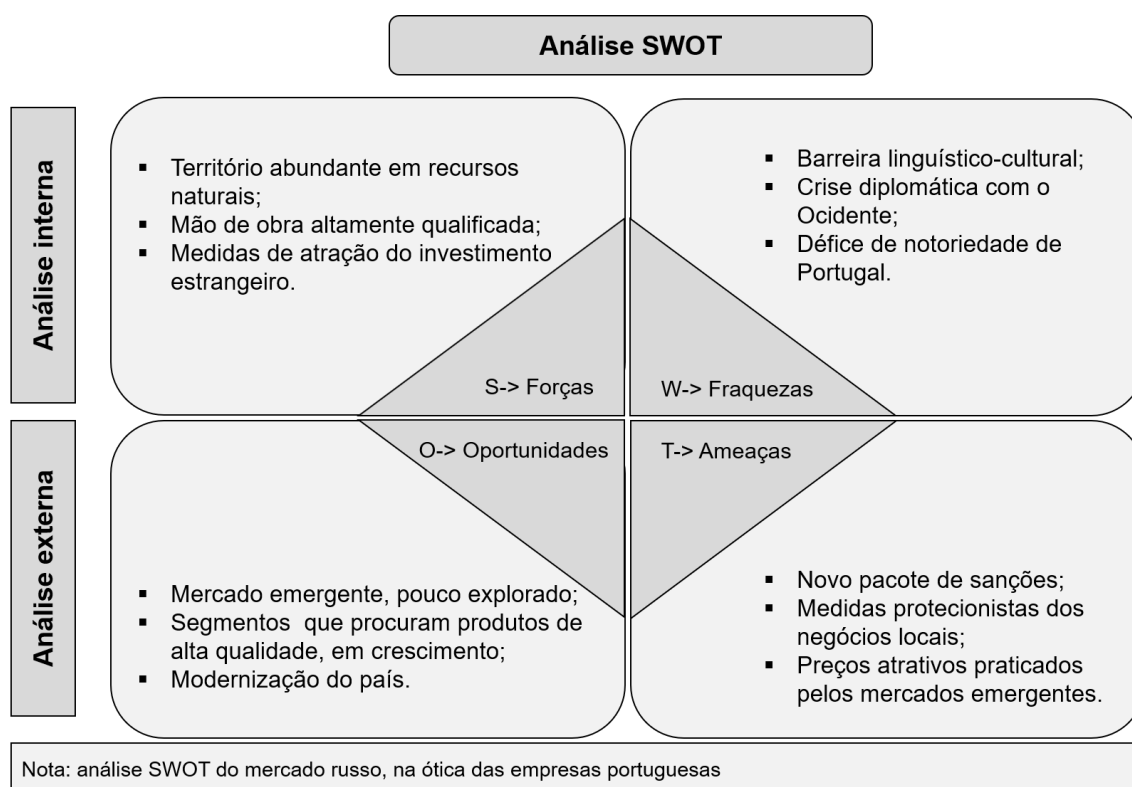 Análise SWOT
Análise interna
▪ Território abundante em recursos
naturais;
▪ Mão de obra altamente qualificada;
▪ Medidas de atração do investimento
estrangeiro.
S-> Forças
▪ Barreira linguístico-cultural;
▪ Crise diplomática com o
Ocidente;
▪ Défice de notoriedade de
Portugal.
W-> Fraquezas
Análise externa
O-> Oportunidades
▪ Mercado emergente, pouco explorado;
▪ Segmentos que procuram produtos de
alta qualidade, em crescimento;
▪ Modernização do país.
T-> Ameaças
▪ Novo pacote de sanções;
▪ Medidas protecionistas dos
negócios locais;
▪ Preços atrativos praticados
pelos mercados emergentes.
Nota: análise SWOT do mercado russo, na ótica das empresas portuguesas